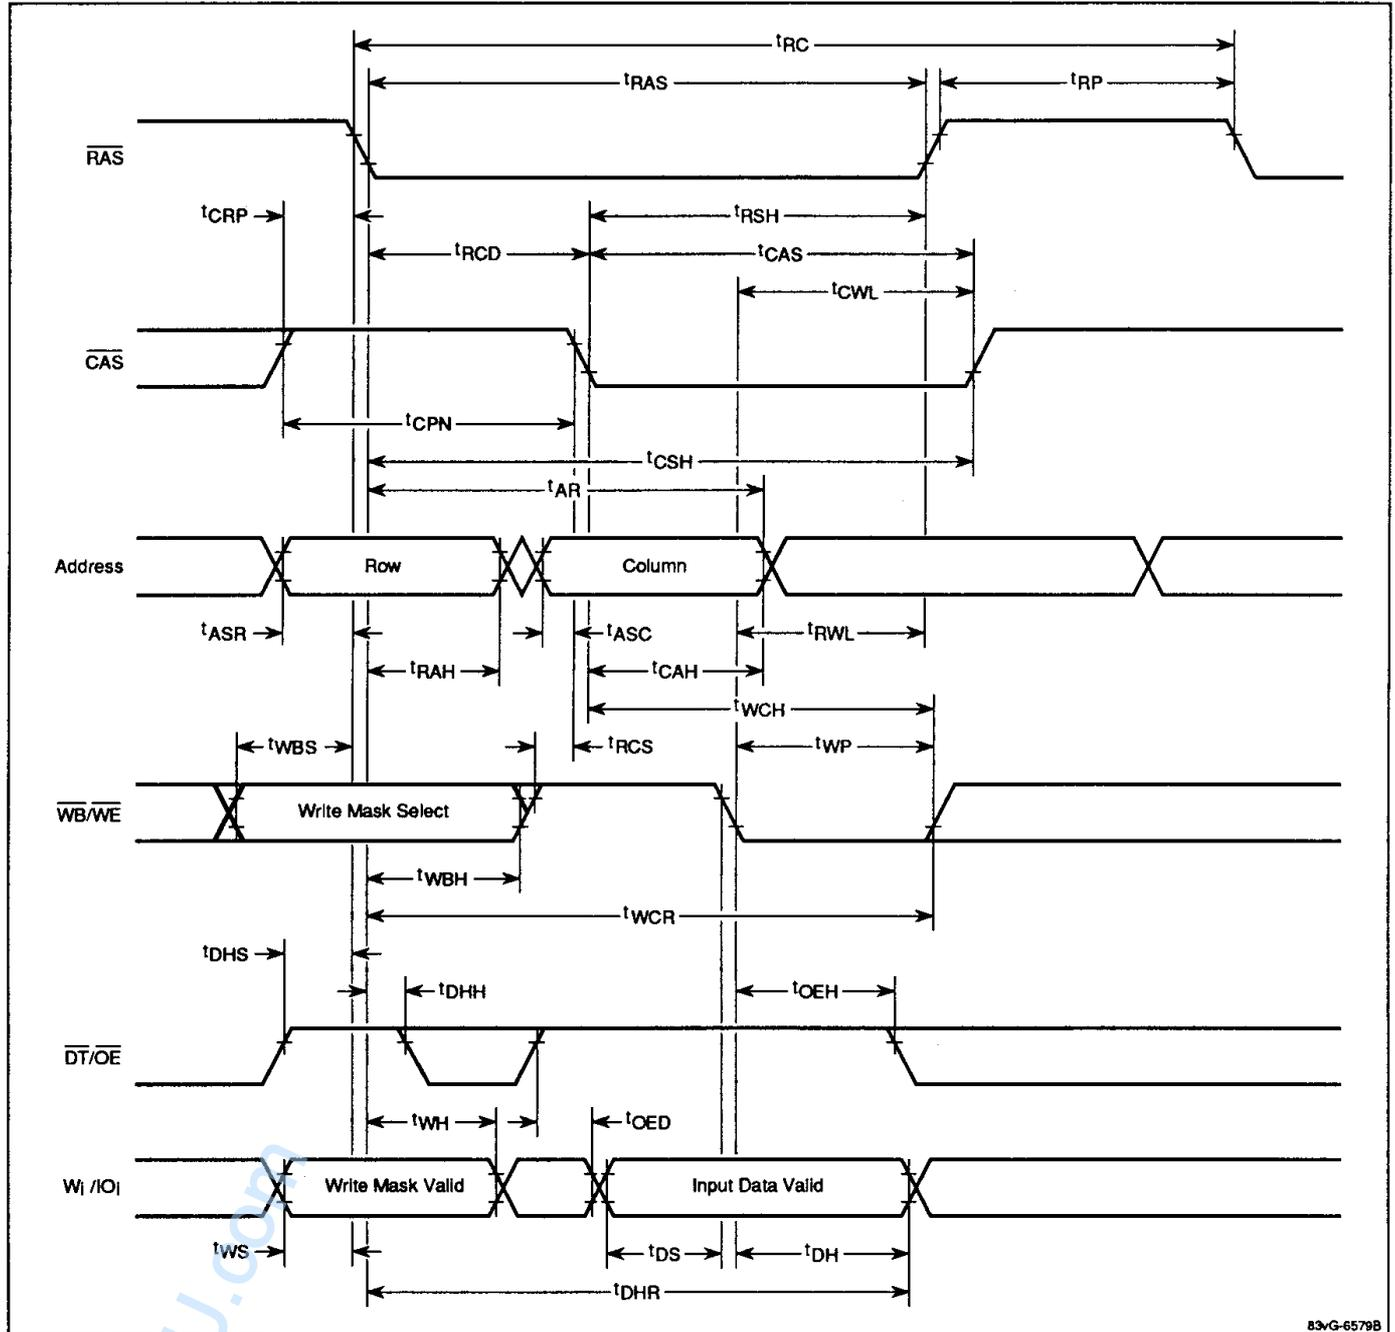 tRC
tRAS
tRP
RAS
tCRP
tRSH
tRCD
tCAS
tCWL
CAS
tCPN
tCSH
tAR
Address
Row
Column
tASR
tASC
tRWL
tRAH
tCAH
tWCH
tWBS
tRCS
tWP
WB/WE
Write Mask Select
tWBH
tWCR
tDHS
tDHH
tOEH
DT/OE
tWH
tOED
Wi /IOi
Write Mask Valid
Input Data Valid
tWS
tDS
tDH
tDHR
83vG-6579B
J.com